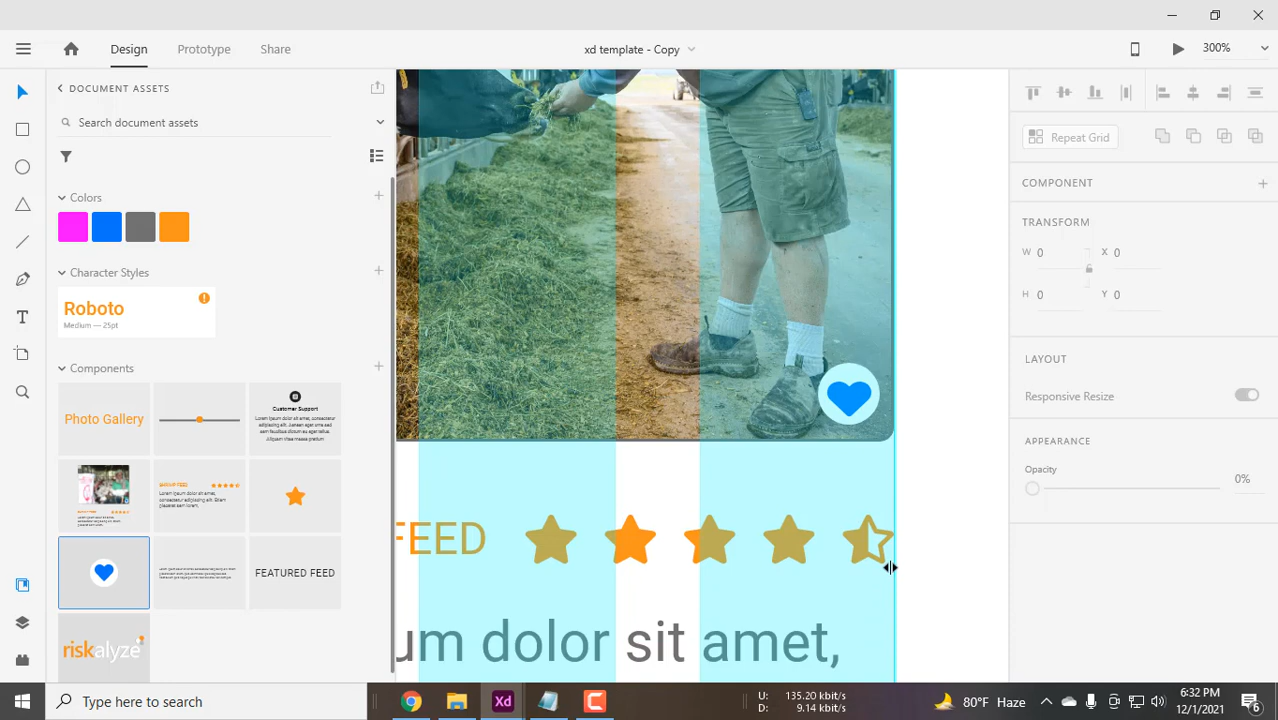 Design
Prototype
Share
xd template - Copy
300%
DOCUMENT ASSETS
Search document assets
Colors
Character Styles
Roboto
Medium — 25pt
Components
Photo Gallery
Customer Support
FEATURED FEED
riskalyze
FEED
um dolor sit amet,
Repeat Grid
COMPONENT
TRANSFORM
W 0
X 0
H 0
Y 0
LAYOUT
Responsive Resize
APPEARANCE
Opacity
0%
Xd
Type here to search
U: 135.20 kbit/s
D: 9.14 kbit/s
80°F Haze
6:32 PM
12/1/2021
6